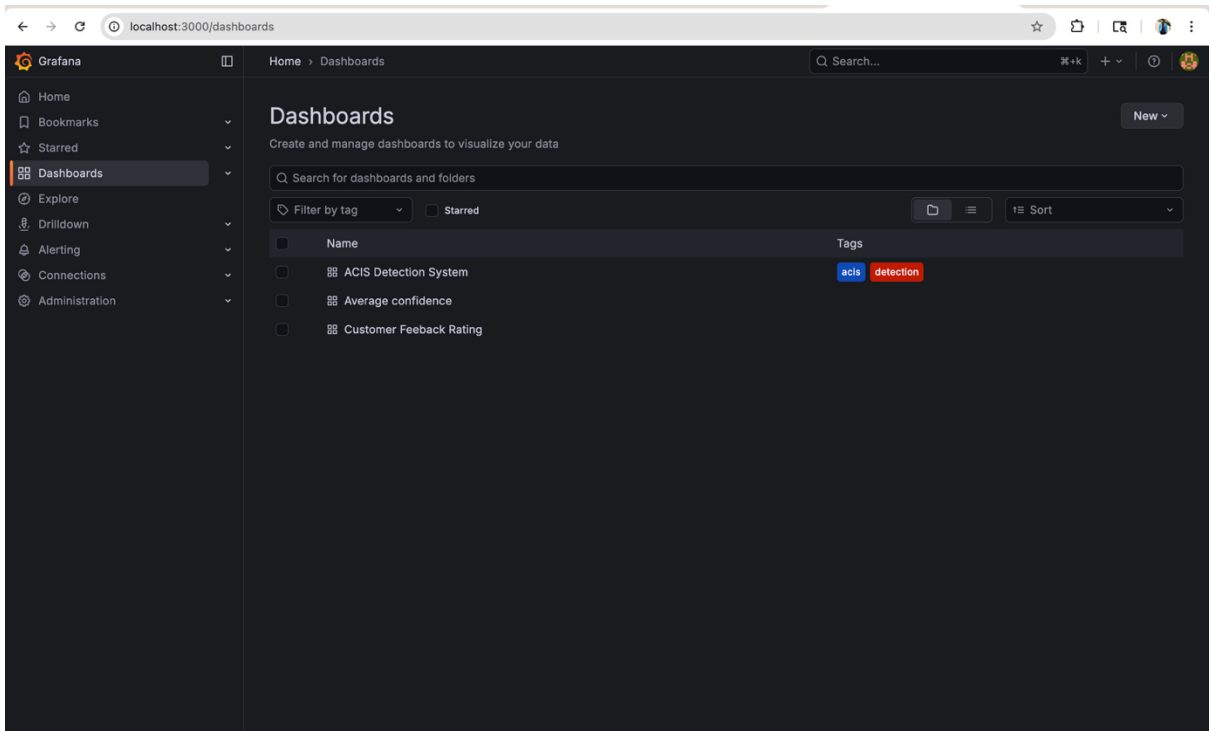 localhost:3000/dashboards
Grafana
Home › Dashboards
Search...
⌘+k
Home
Bookmarks
Starred
Dashboards
Explore
Drilldown
Alerting
Connections
Administration
Dashboards
New
Create and manage dashboards to visualize your data
Search for dashboards and folders
Filter by tag
Starred
Sort
Name Tags
ACIS Detection System acis detection
Average confidence
Customer Feeback Rating